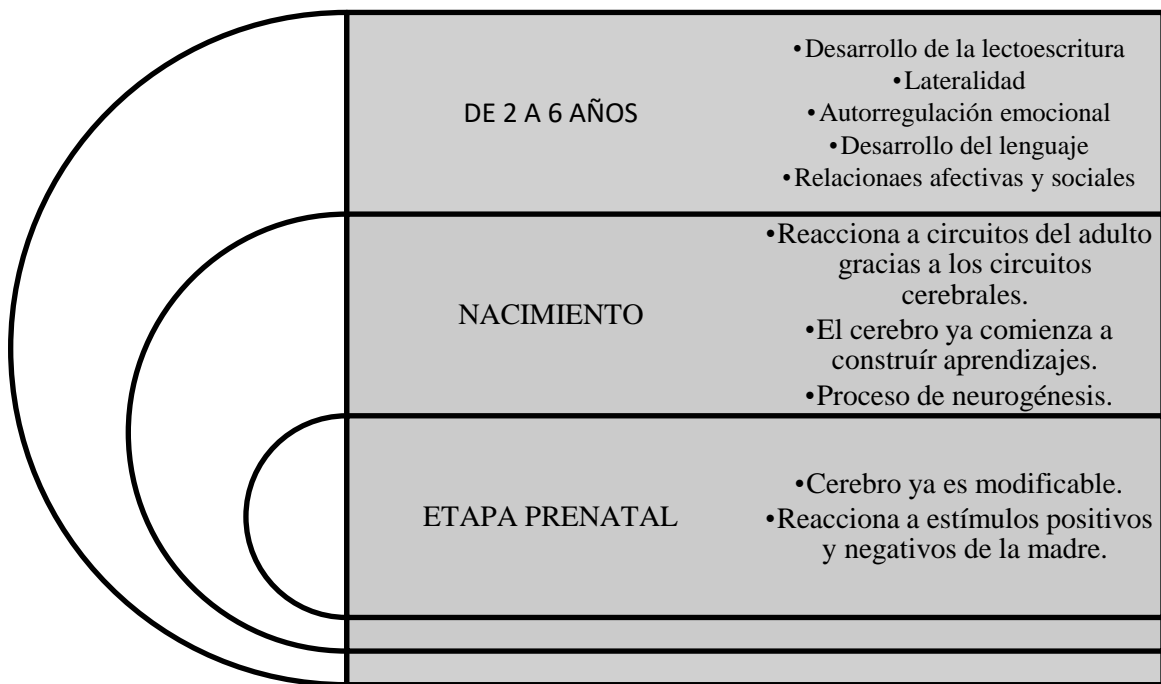 DE 2 A 6 AÑOS
•Desarrollo de la lectoescritura
•Lateralidad
•Autorregulación emocional
•Desarrollo del lenguaje
•Relacionaes afectivas y sociales
NACIMIENTO
•Reacciona a circuitos del adulto
gracias a los circuitos
cerebrales.
•El cerebro ya comienza a
construír aprendizajes.
•Proceso de neurogénesis.
ETAPA PRENATAL
•Cerebro ya es modificable.
•Reacciona a estímulos positivos
y negativos de la madre.